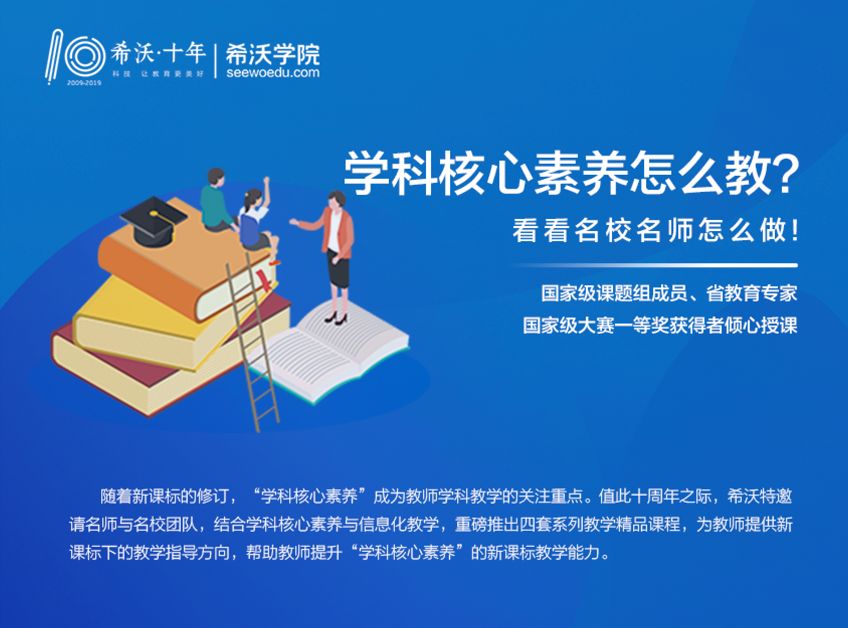 希沃·十年
科技 让教育更美好
2009-2019
希沃学院
seewoedu.com
学科核心素养怎么教?
看看名校名师怎么做!
国家级课题组成员、省教育专家
国家级大赛一等奖获得者倾心授课
随着新课标的修订，“学科核心素养”成为教师学科教学的关注重点。值此十周年之际，希沃特邀
请名师与名校团队，结合学科核心素养与信息化教学，重磅推出四套系列教学精品课程，为教师提供新
课标下的教学指导方向，帮助教师提升“学科核心素养”的新课标教学能力。